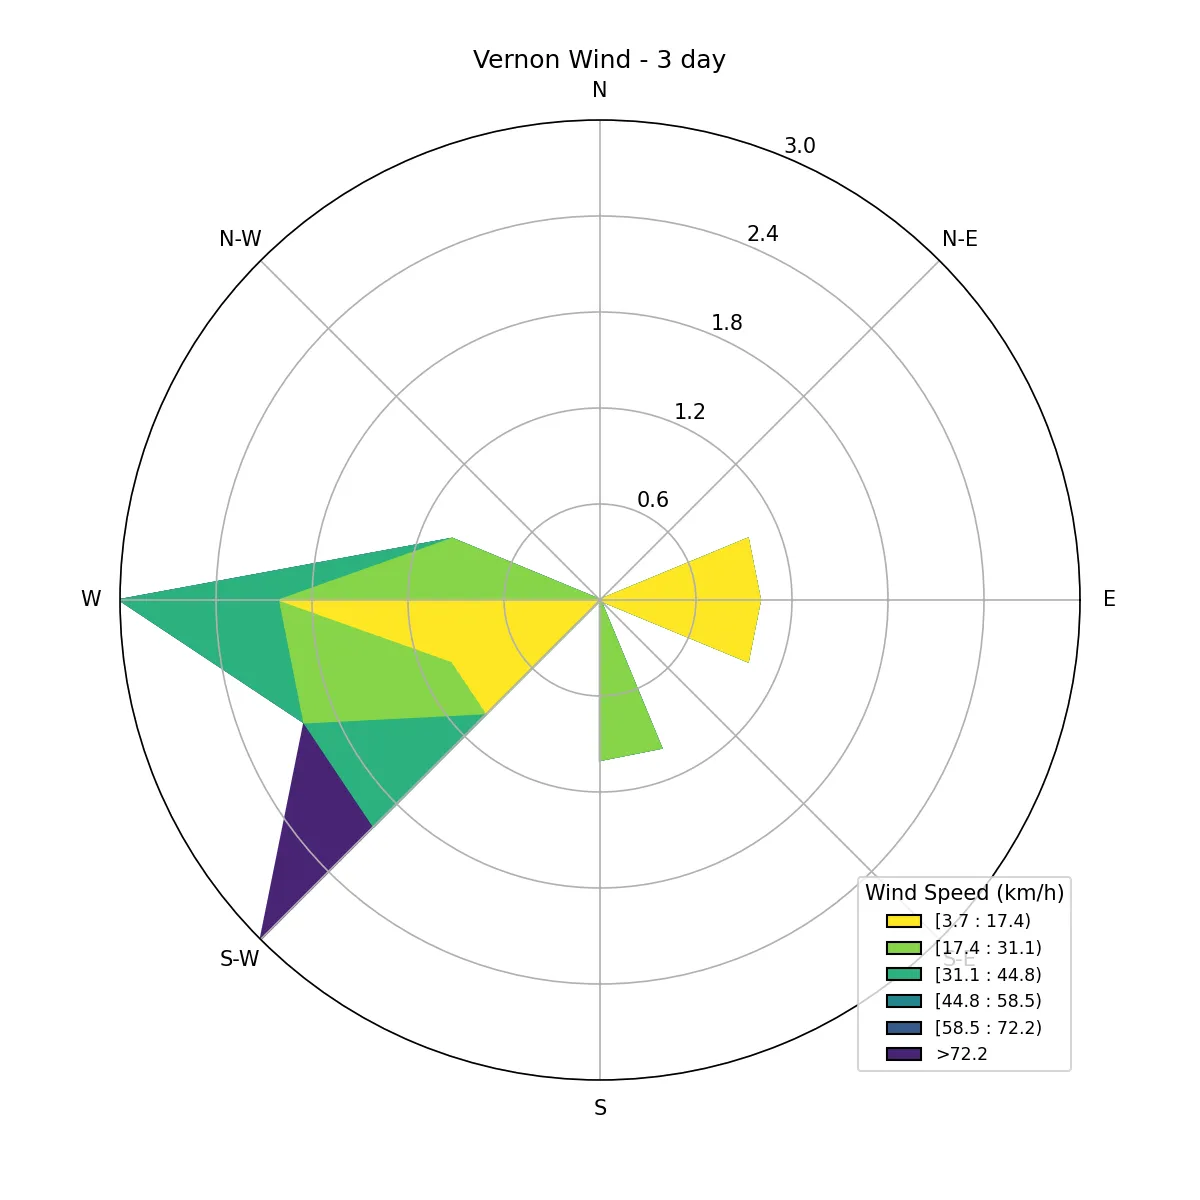 Vernon Wind - 3 day
N
3.0
N-W
2.4
N-E
1.8
1.2
0.6
W
E
Wind Speed (km/h)
[3.7 : 17.4)
[17.4 : 31.1)
S-W
S-E
[31.1 : 44.8)
[44.8 : 58.5)
[58.5 : 72.2)
>72.2
S